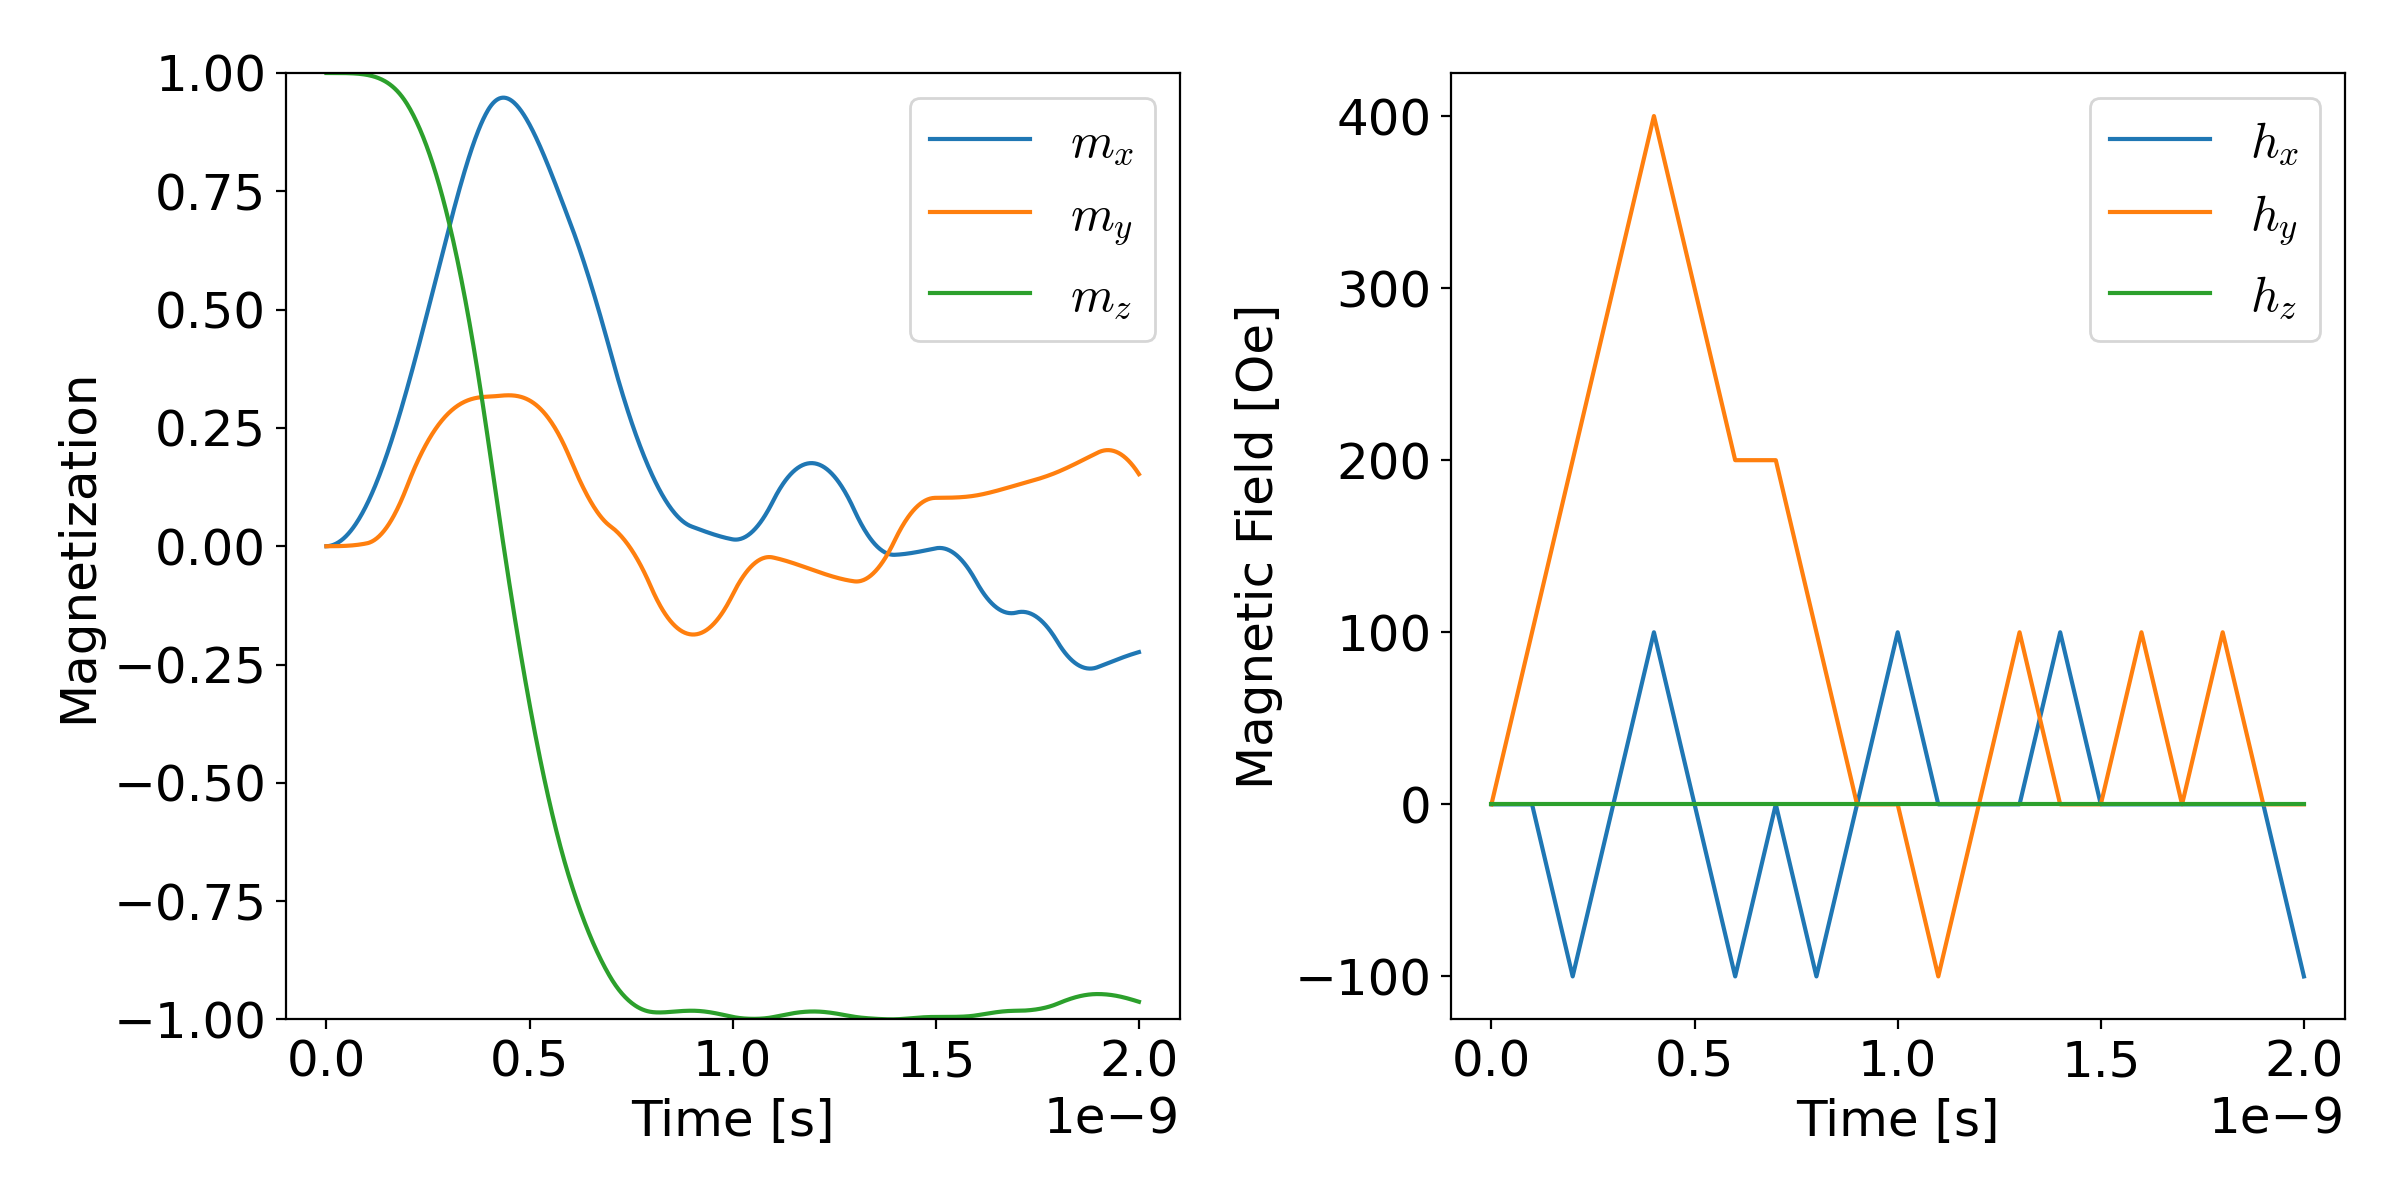 1.00
0.75
0.50
0.25
0.00
−0.25
−0.50
−0.75
−1.00
Magnetization
0.0 0.5 1.0 1.5 2.0
Time [s]
1e−9
m_x
m_y
m_z
400
300
200
100
0
−100
Magnetic Field [Oe]
0.0 0.5 1.0 1.5 2.0
Time [s]
1e−9
h_x
h_y
h_z